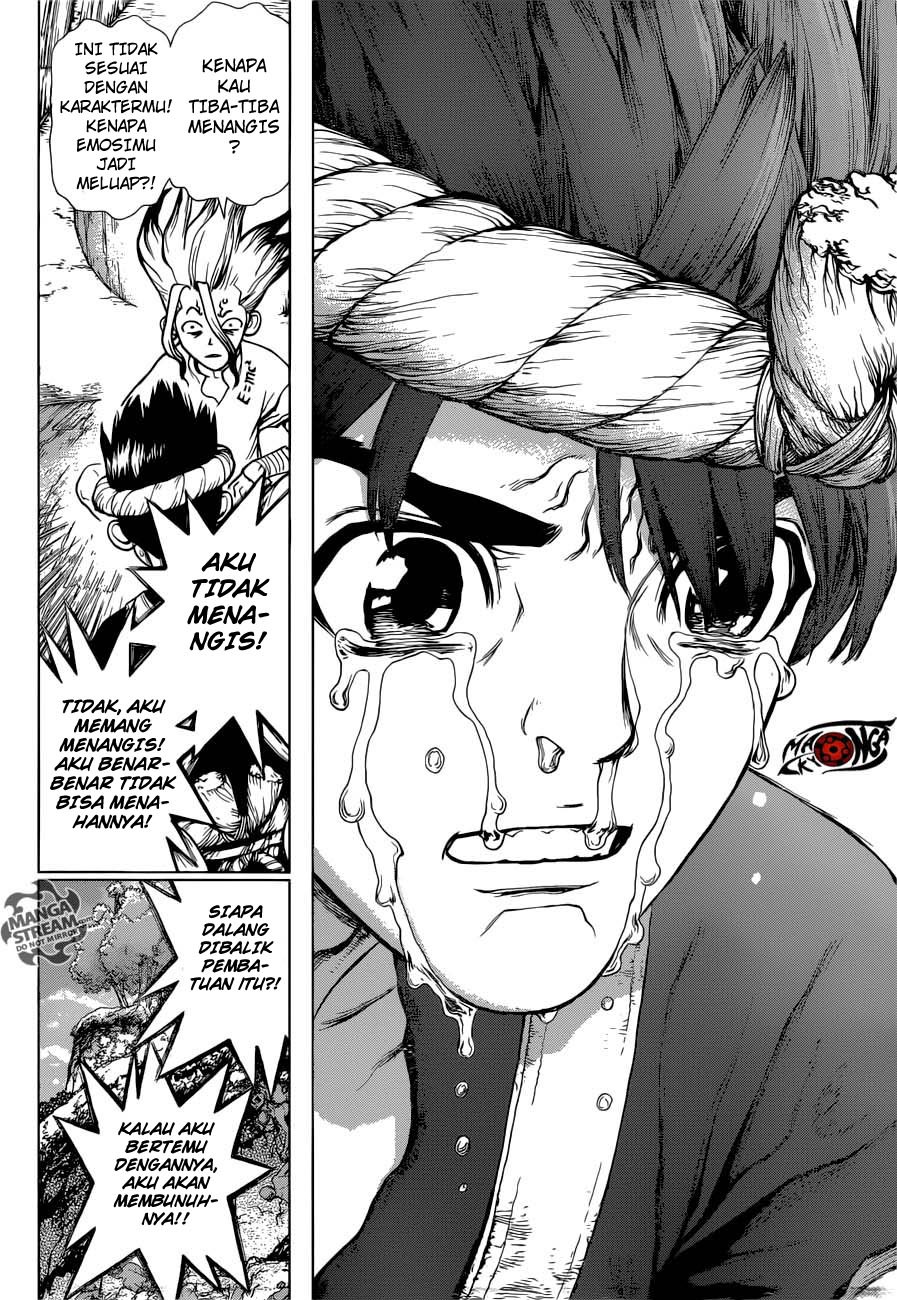 KENAPA
KAU
TIBA-TIBA
MENANGIS
?
INI TIDAK
SESUAI
DENGAN
KARAKTERMU!
KENAPA
EMOSIMU
JADI
MELUAP?!
E=mc²
AKU
TIDAK
MENA-
NGIS!
TIDAK, AKU
MEMANG
MENANGIS!
AKU BENAR-
BENAR TIDAK
BISA MENA-
HANNYA!
MANGA
STREAM.COM
DO NOT MIRROR
SIAPA
DALANG
DIBALIK
PEMBA-
TUAN ITU?!
KALAU AKU
BERTEMU
DENGANNYA,
AKU AKAN
MEMBUNUH-
NYA!!